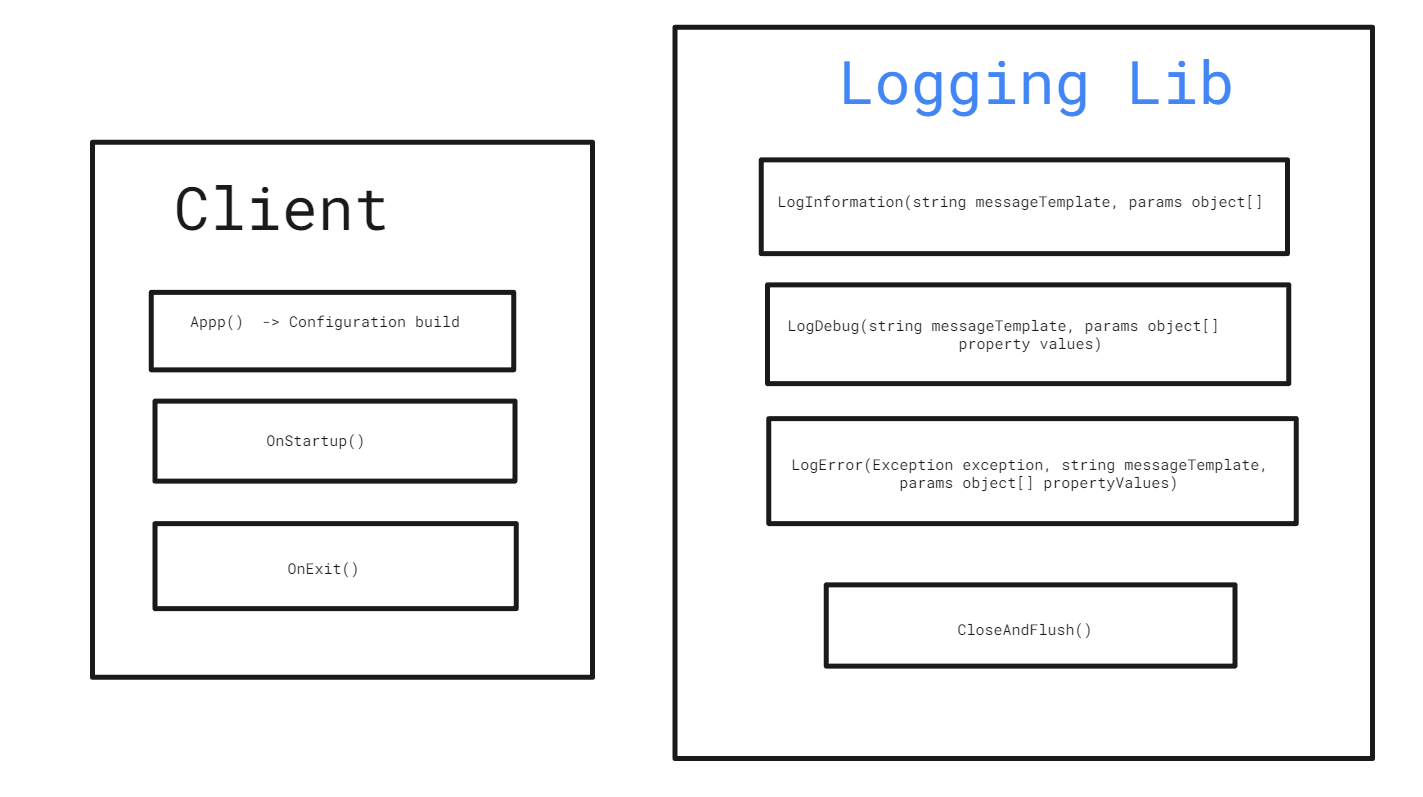 Client
Appp()  -> Configuration build
OnStartup()
OnExit()
Logging Lib
LogInformation(string messageTemplate, params object[]
LogDebug(string messageTemplate, params object[]
property values)
LogError(Exception exception, string messageTemplate,
params object[] propertyValues)
CloseAndFlush()